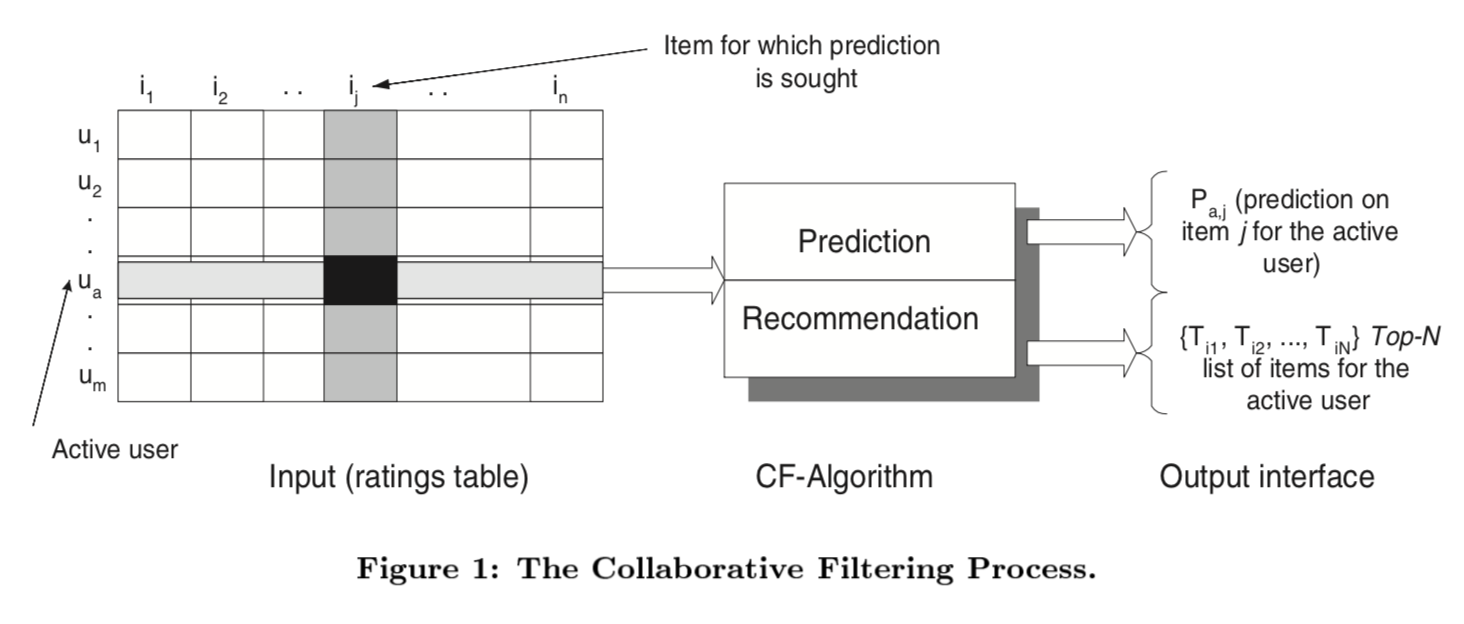 Item for which prediction
is sought
i1 i2 . . ij . . in
u1
u2
.
.
ua
.
.
um
Active user
Input (ratings table)
Prediction
Recommendation
CF-Algorithm
Pa,j (prediction on
item j for the active
user)
{Ti1, Ti2, ..., TiN} Top-N
list of items for the
active user
Output interface
Figure 1: The Collaborative Filtering Process.